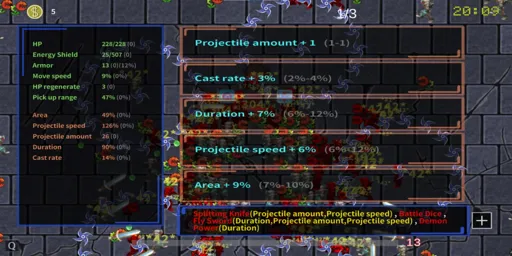 5
1/3
20:09
HP 228/228(0)
Energy Shield 25/507(0%)
Armor 13 (0)(12%)
Move speed 9% (0%)
HP regenerate 3 (0)
Pick up range 47% (0%)
Area 49% (0%)
Projectile speed 126% (0%)
Projectile amount 26 (0)
Duration 90% (0%)
Cast rate 14% (0%)
Projectile amount + 1 (1-1)
Cast rate + 3% (2%-4%)
Duration + 7% (6%-12%)
Projectile speed + 6% (6%-12%)
Area + 9% (7%-10%)
Splitting Knife(Projectile amount,Projectile speed) , Battle Dice ,
Fly Sword(Duration,Projectile amount,Projectile speed) , Demon
Power(Duration)
+
Q
13